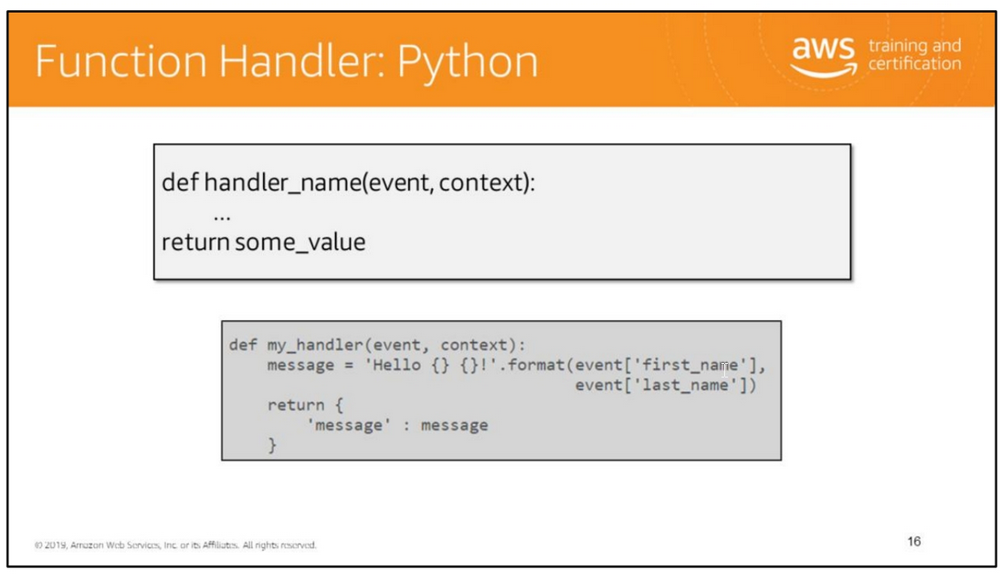 Function Handler: Python
aws training and
certification
def handler_name(event, context):
...
return some_value
def my_handler(event, context):
    message = 'Hello {} {}!'.format(event['first_name'],
                                    event['last_name'])
    return {
        'message' : message
    }
© 2019, Amazon Web Services, Inc. or its Affiliates. All rights reserved.
16